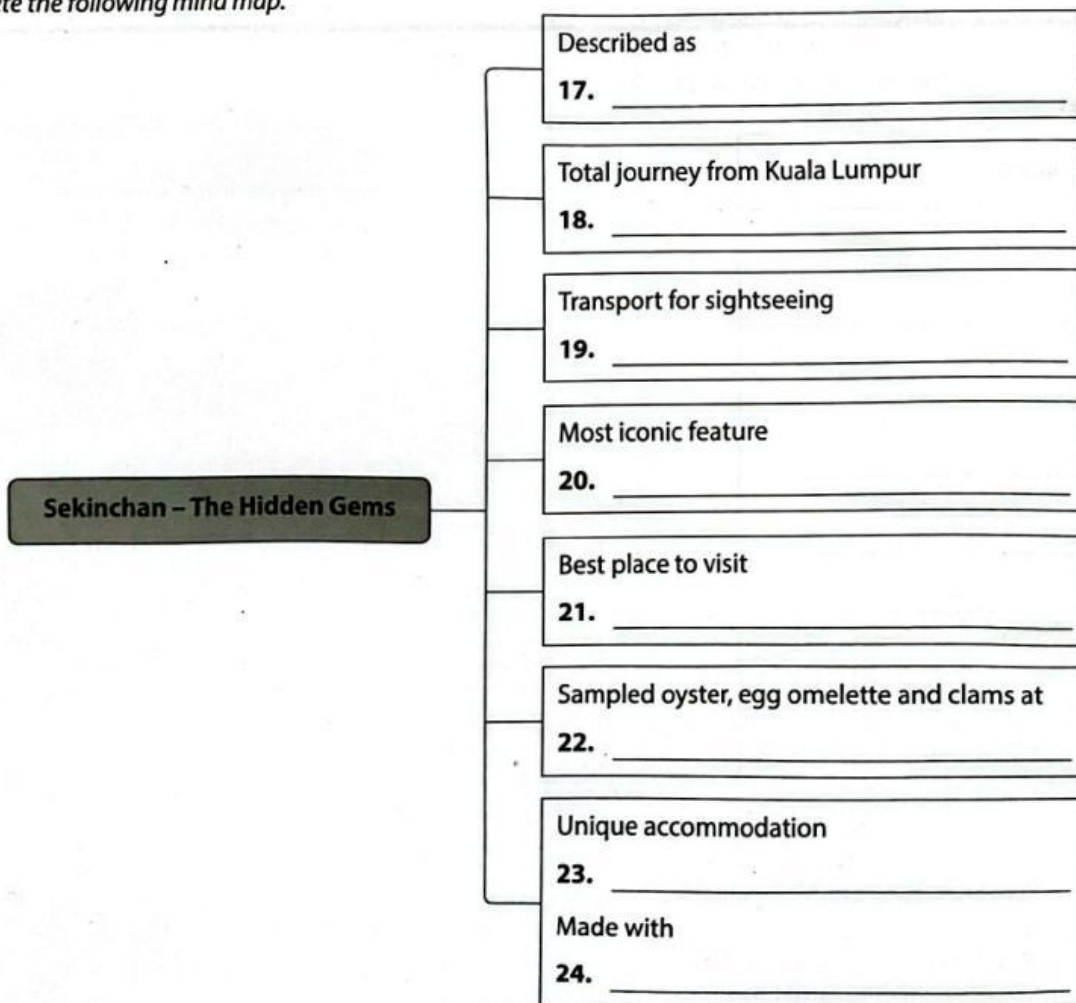 the following mind map.
Described as
17.
Total journey from Kuala Lumpur
18.
Transport for sightseeing
19.
Most iconic feature
20.
Sekinchan – The Hidden Gems
Best place to visit
21.
Sampled oyster, egg omelette and clams at
22.
Unique accommodation
23.
Made with
24.